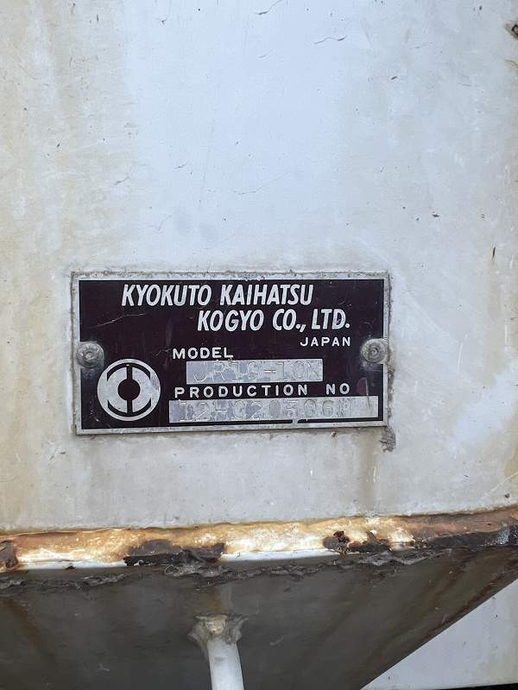 KYOKUTO KAIHATSU
KOGYO CO., LTD.
JAPAN
MODEL
PRODUCTION NO